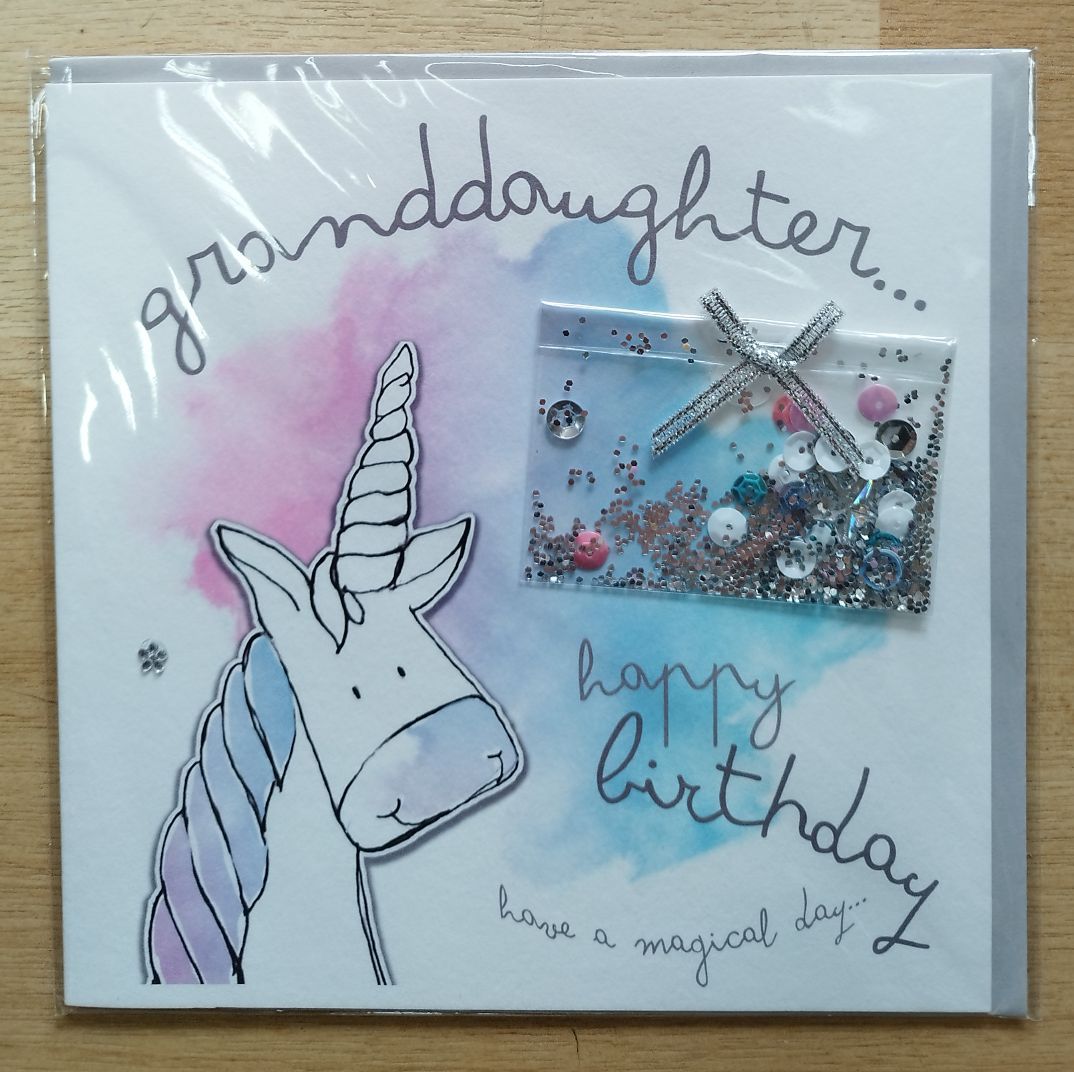 granddaughter...
happy
birthday
have a magical day...